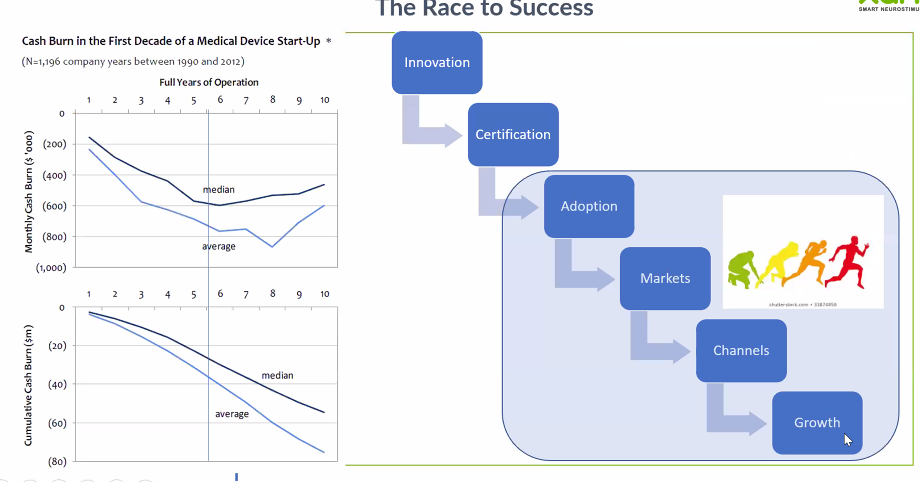 The Race to Success
SMART NEUROSTIMU
Cash Burn in the First Decade of a Medical Device Start-Up *
(N=1,196 company years between 1990 and 2012)
Full Years of Operation
1 2 3 4 5 6 7 8 9 10
Monthly Cash Burn ($ '000)
0
(200)
(400)
(600)
(800)
(1,000)
median
average
1 2 3 4 5 6 7 8 9 10
Cumulative Cash Burn ($m)
0
(20)
(40)
(60)
(80)
median
average
Innovation
Certification
Adoption
Markets
Channels
Growth